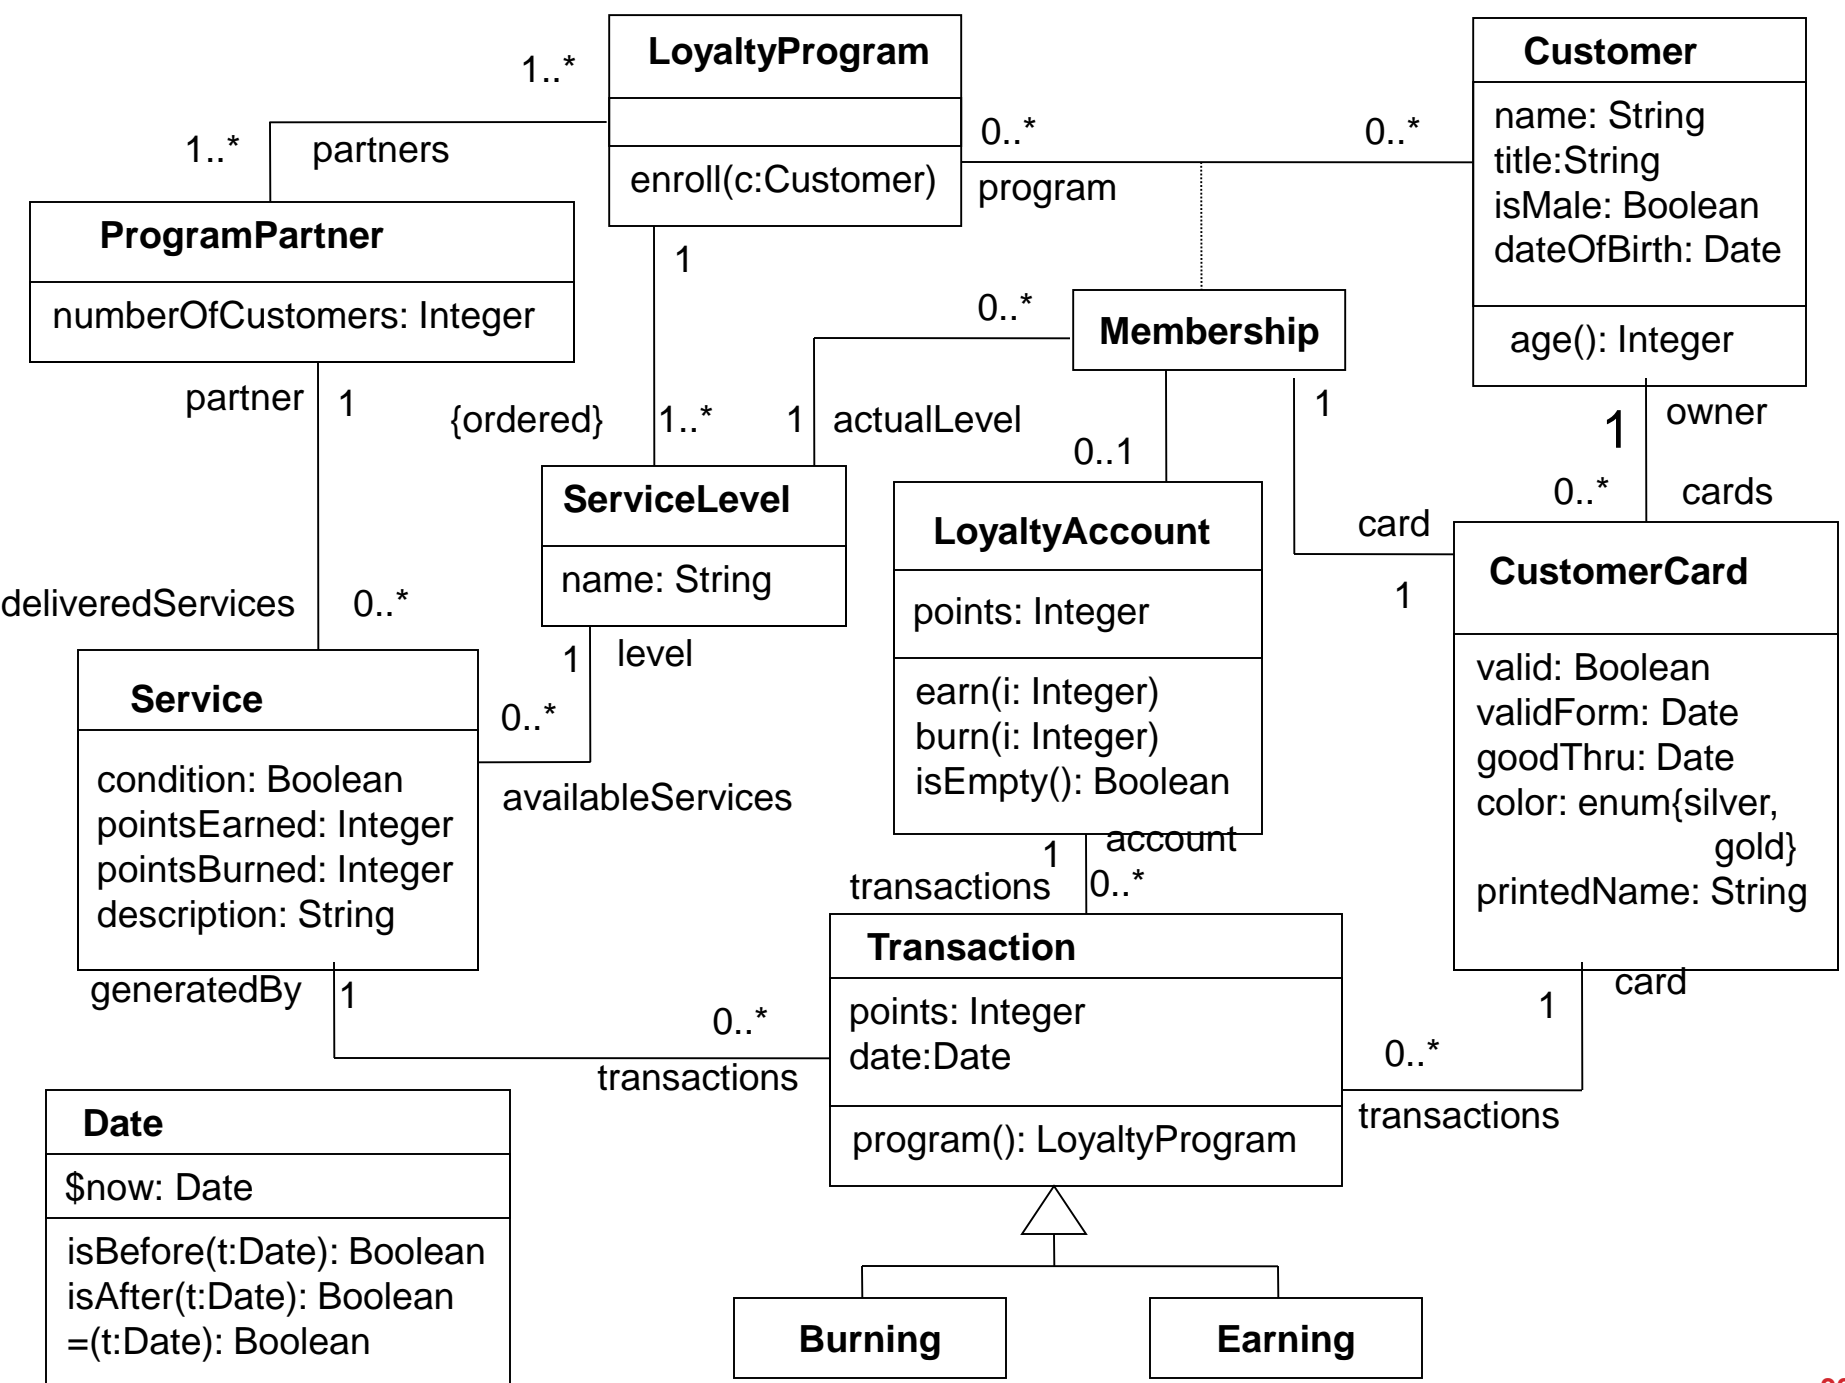 LoyaltyProgram
Customer
1..*
name: String
0..*
0..*
1..*
partners
title:String
enroll(c:Customer)
program
isMale: Boolean
ProgramPartner
dateOfBirth: Date
1
0..*
numberOfCustomers: Integer
Membership
age(): Integer
partner
1
{ordered}
1..*
1
actualLevel
1
1
owner
0..1
ServiceLevel
0..*
cards
LoyaltyAccount
card
CustomerCard
name: String
deliveredServices
0..*
points: Integer
1
1
level
valid: Boolean
Service
earn(i: Integer)
validForm: Date
0..*
burn(i: Integer)
goodThru: Date
condition: Boolean
availableServices
isEmpty(): Boolean
color: enum{silver,
gold}
pointsEarned: Integer
account
1
pointsBurned: Integer
transactions
0..*
printedName: String
description: String
Transaction
generatedBy
1
card
1
0..*
points: Integer
date:Date
0..*
transactions
transactions
Date
program(): LoyaltyProgram
$now: Date
isBefore(t:Date): Boolean
isAfter(t:Date): Boolean
=(t:Date): Boolean
Burning
Earning